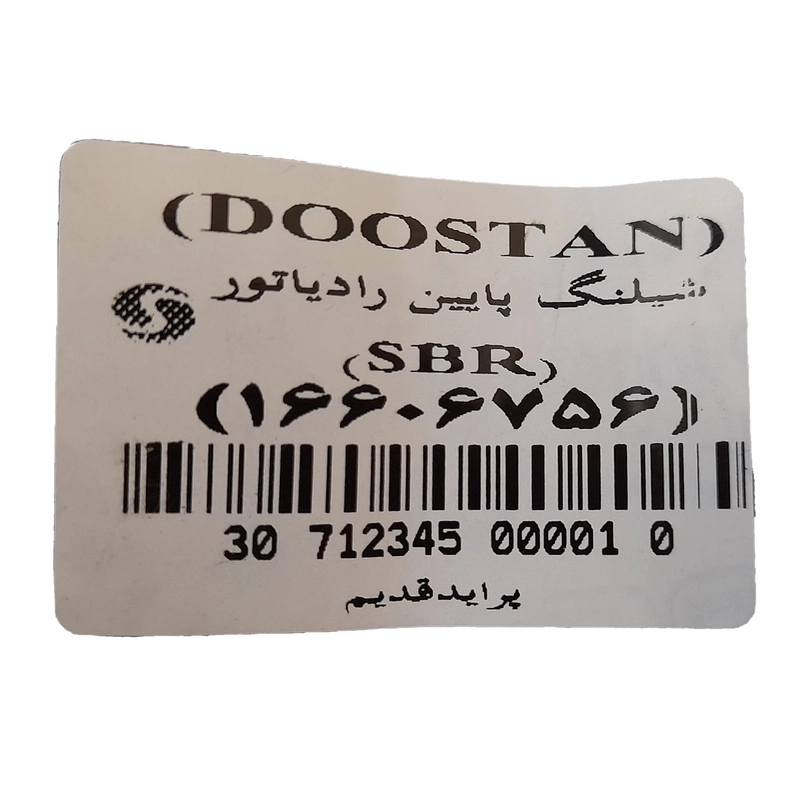 (DOOSTAN)
شیلنگ پایین رادیاتور
(SBR)
(۱۶۶۰۶۷۵۶)
30 712345 00001 0
پراید قدیم